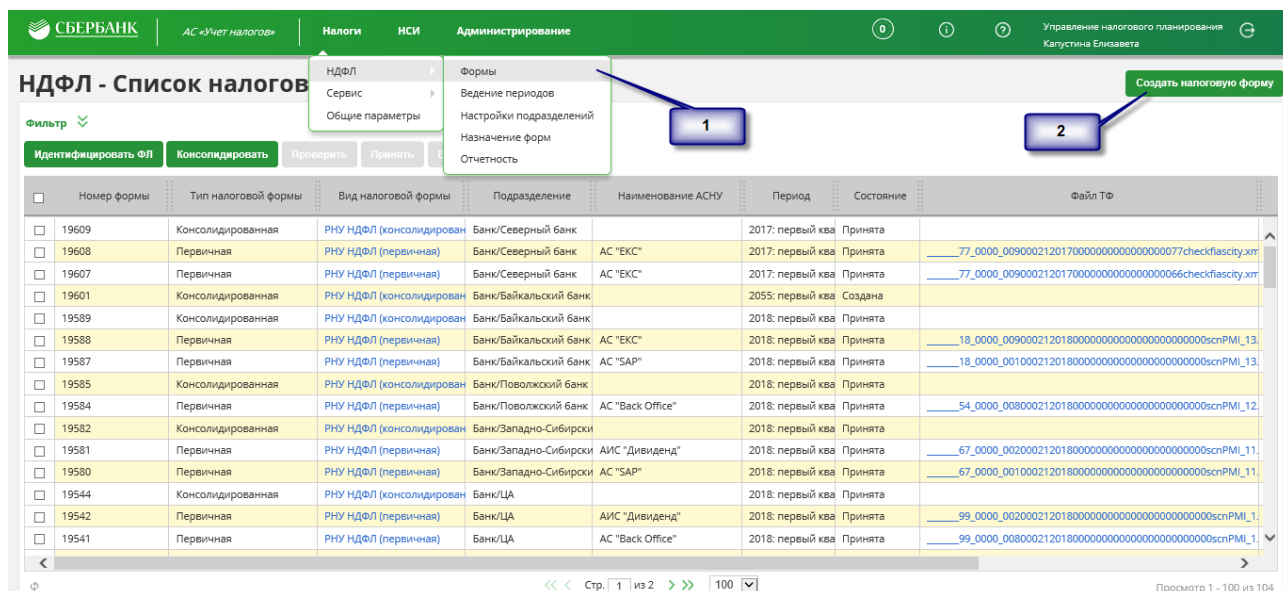 СБЕРБАНК АС «Учет налогов» Налоги НСИ Администрирование 0 Управление налогового планирования
Капустина Елизавета
НДФЛ - Список налогов
НДФЛ
Сервис
Общие параметры
Формы
Ведение периодов
Настройки подразделений
Назначение форм
Отчетность
1
Создать налоговую форму
2
Фильтр
Идентифицировать ФЛ Консолидировать Проверить Принять
Номер формы Тип налоговой формы Вид налоговой формы Подразделение Наименование АСНУ Период Состояние Файл ТФ
19609 Консолидированная РНУ НДФЛ (консолидирован Банк/Северный банк 2017: первый ква Принята
19608 Первичная РНУ НДФЛ (первичная) Банк/Северный банк АС "ЕКС" 2017: первый ква Принята
19607 Первичная РНУ НДФЛ (первичная) Банк/Северный банк АС "ЕКС" 2017: первый ква Принята
19601 Консолидированная РНУ НДФЛ (консолидирован Банк/Байкальский банк 2055: первый ква Создана
19589 Консолидированная РНУ НДФЛ (консолидирован Банк/Байкальский банк 2018: первый ква Принята
19588 Первичная РНУ НДФЛ (первичная) Банк/Байкальский банк АС "ЕКС" 2018: первый ква Принята
19587 Первичная РНУ НДФЛ (первичная) Банк/Байкальский банк АС "SAP" 2018: первый ква Принята
19585 Консолидированная РНУ НДФЛ (консолидирован Банк/Поволжский банк 2018: первый ква Принята
19584 Первичная РНУ НДФЛ (первичная) Банк/Поволжский банк АС "Back Office" 2018: первый ква Принята
19582 Консолидированная РНУ НДФЛ (консолидирован Банк/Западно-Сибирски 2018: первый ква Принята
19581 Первичная РНУ НДФЛ (первичная) Банк/Западно-Сибирски АИС "Дивиденд" 2018: первый ква Принята
19580 Первичная РНУ НДФЛ (первичная) Банк/Западно-Сибирски АС "SAP" 2018: первый ква Принята
19544 Консолидированная РНУ НДФЛ (консолидирован Банк/ЦА 2018: первый ква Принята
19542 Первичная РНУ НДФЛ (первичная) Банк/ЦА АИС "Дивиденд" 2018: первый ква Принята
19541 Первичная РНУ НДФЛ (первичная) Банк/ЦА АС "Back Office" 2018: первый ква Принята
Стр. 1 из 2 100 Просмотр 1 - 100 из 104